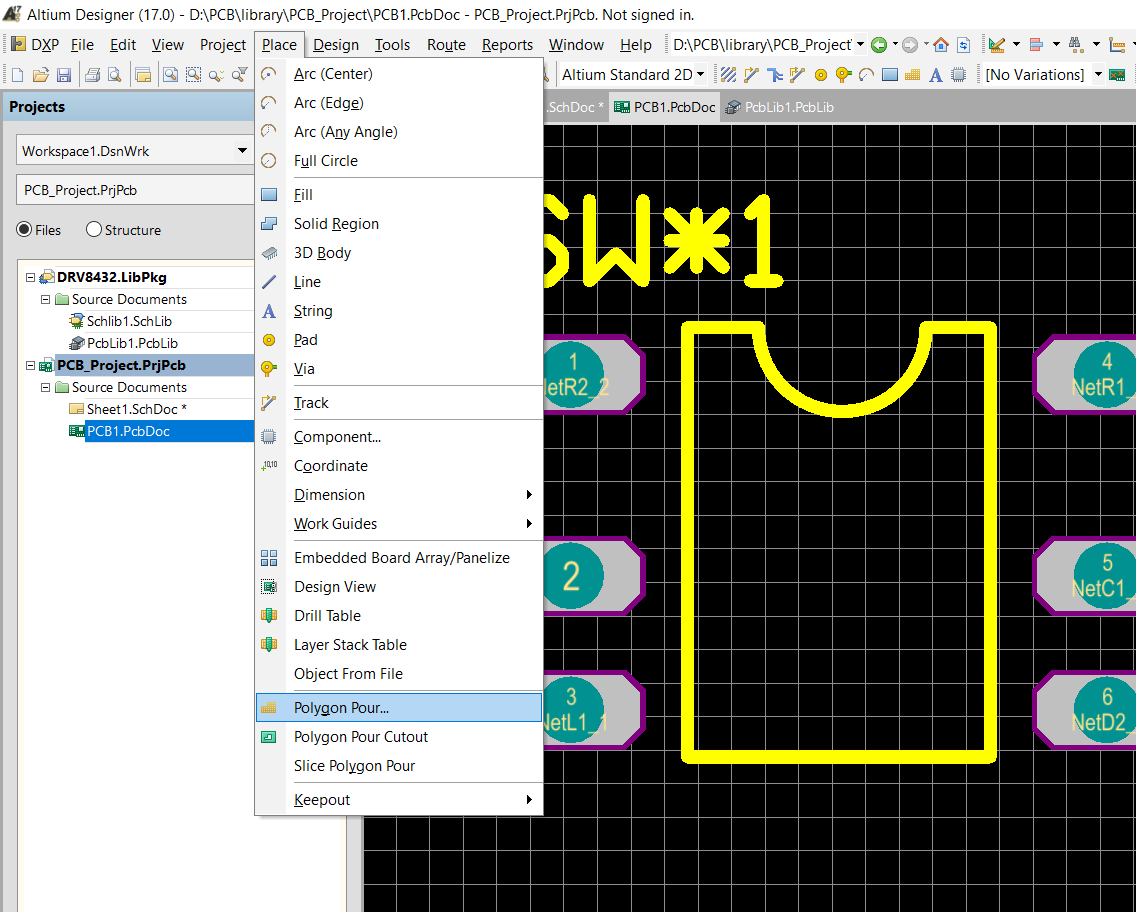 Altium Designer (17.0) - D:\PCB\library\PCB_Project\PCB1.PcbDoc - PCB_Project.PrjPcb. Not signed in.
DXP File Edit View Project Place Design Tools Route Reports Window Help D:\PCB\library\PCB_Project\
Altium Standard 2D [No Variations]
Projects
.SchDoc * PCB1.PcbDoc PcbLib1.PcbLib
Workspace1.DsnWrk
PCB_Project.PrjPcb
Files Structure
DRV8432.LibPkg
Source Documents
Schlib1.SchLib
PcbLib1.PcbLib
PCB_Project.PrjPcb
Source Documents
Sheet1.SchDoc *
PCB1.PcbDoc
Arc (Center)
Arc (Edge)
Arc (Any Angle)
Full Circle
Fill
Solid Region
3D Body
Line
String
Pad
Via
Track
Component...
10,10 Coordinate
Dimension
Work Guides
Embedded Board Array/Panelize
Design View
Drill Table
Layer Stack Table
Object From File
Polygon Pour...
Polygon Pour Cutout
Slice Polygon Pour
Keepout
SW*1
1
NetR2_2
2
3
NetL1_1
4
NetR1_
5
NetC1_
6
NetD2_